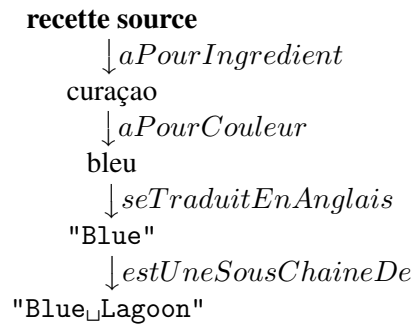 recette source
↓aPourIngredient
curaçao
↓aPourCouleur
bleu
↓seTraduitEnAnglais
"Blue"
↓estUneSousChaineDe
"Blue␣Lagoon"